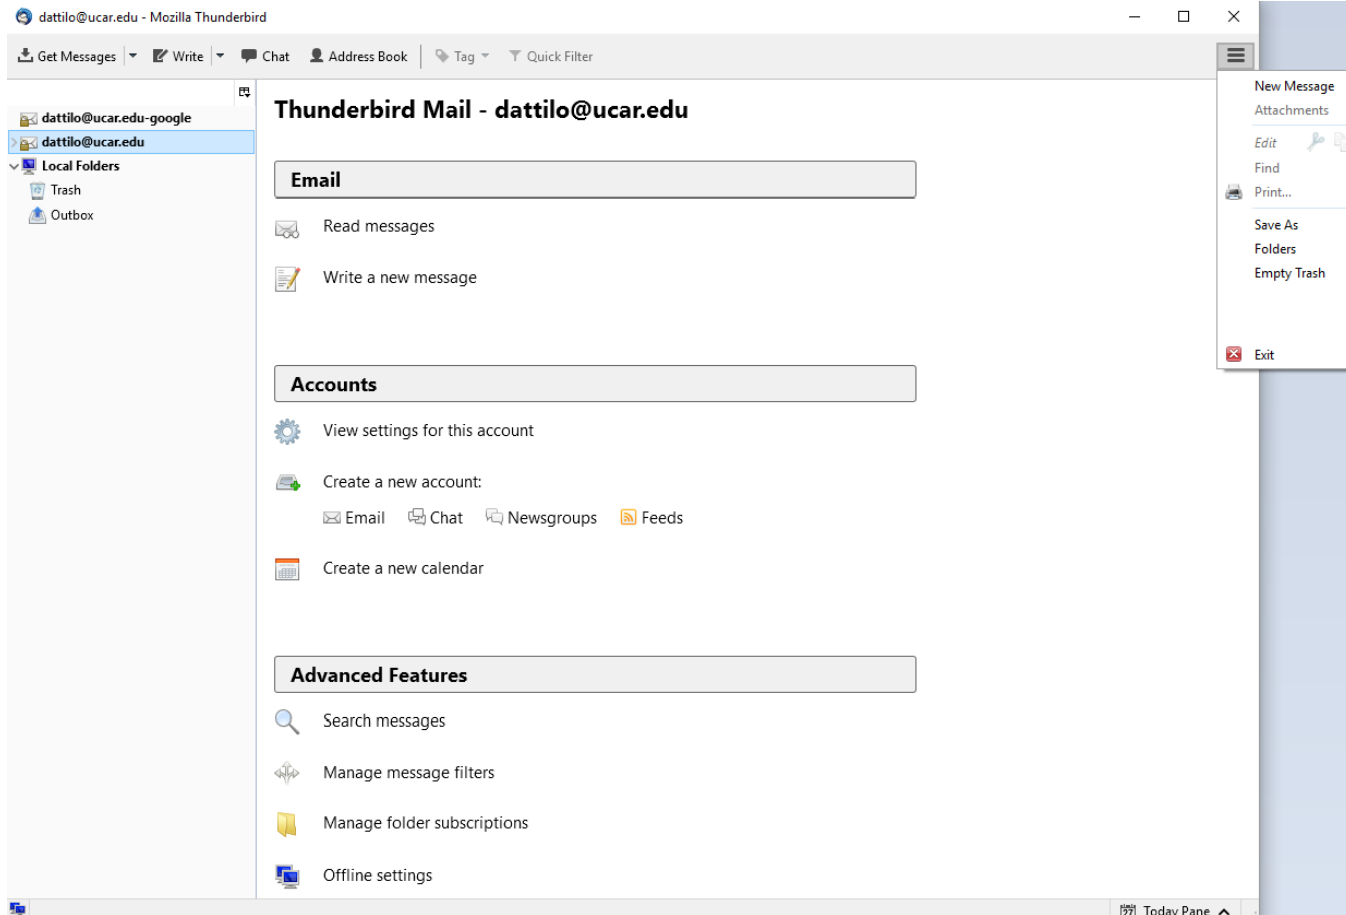 dattilo@ucar.edu - Mozilla Thunderbird
Get Messages Write Chat Address Book Tag Quick Filter
dattilo@ucar.edu-google
dattilo@ucar.edu
Local Folders
Trash
Outbox
Thunderbird Mail - dattilo@ucar.edu
Email
Read messages
Write a new message
Accounts
View settings for this account
Create a new account:
Email Chat Newsgroups Feeds
Create a new calendar
Advanced Features
Search messages
Manage message filters
Manage folder subscriptions
Offline settings
New Message
Attachments
Edit
Find
Print...
Save As
Folders
Empty Trash
Exit
27 Today Pane